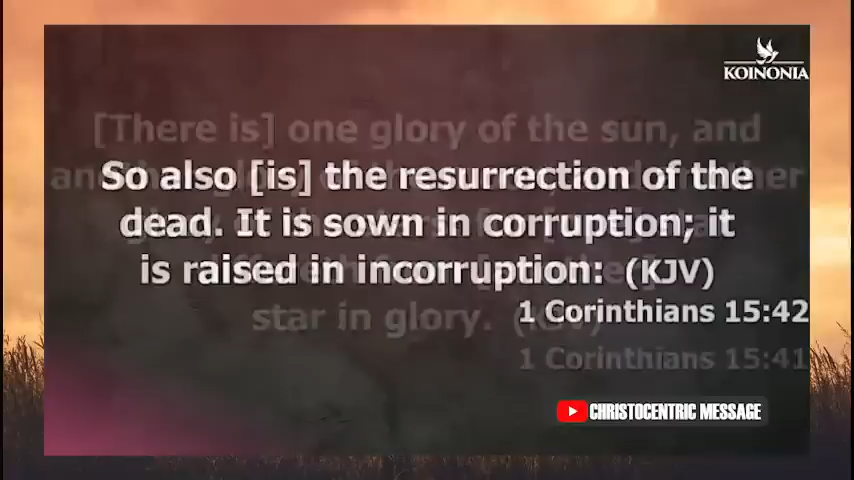 KOINONIA
[There is] one glory of the sun, and
So also [is] the resurrection of the
dead. It is sown in corruption; it
is raised in incorruption: (KJV)
1 Corinthians 15:42
star in glory.
1 Corinthians 15:41
CHRISTOCENTRIC MESSAGE